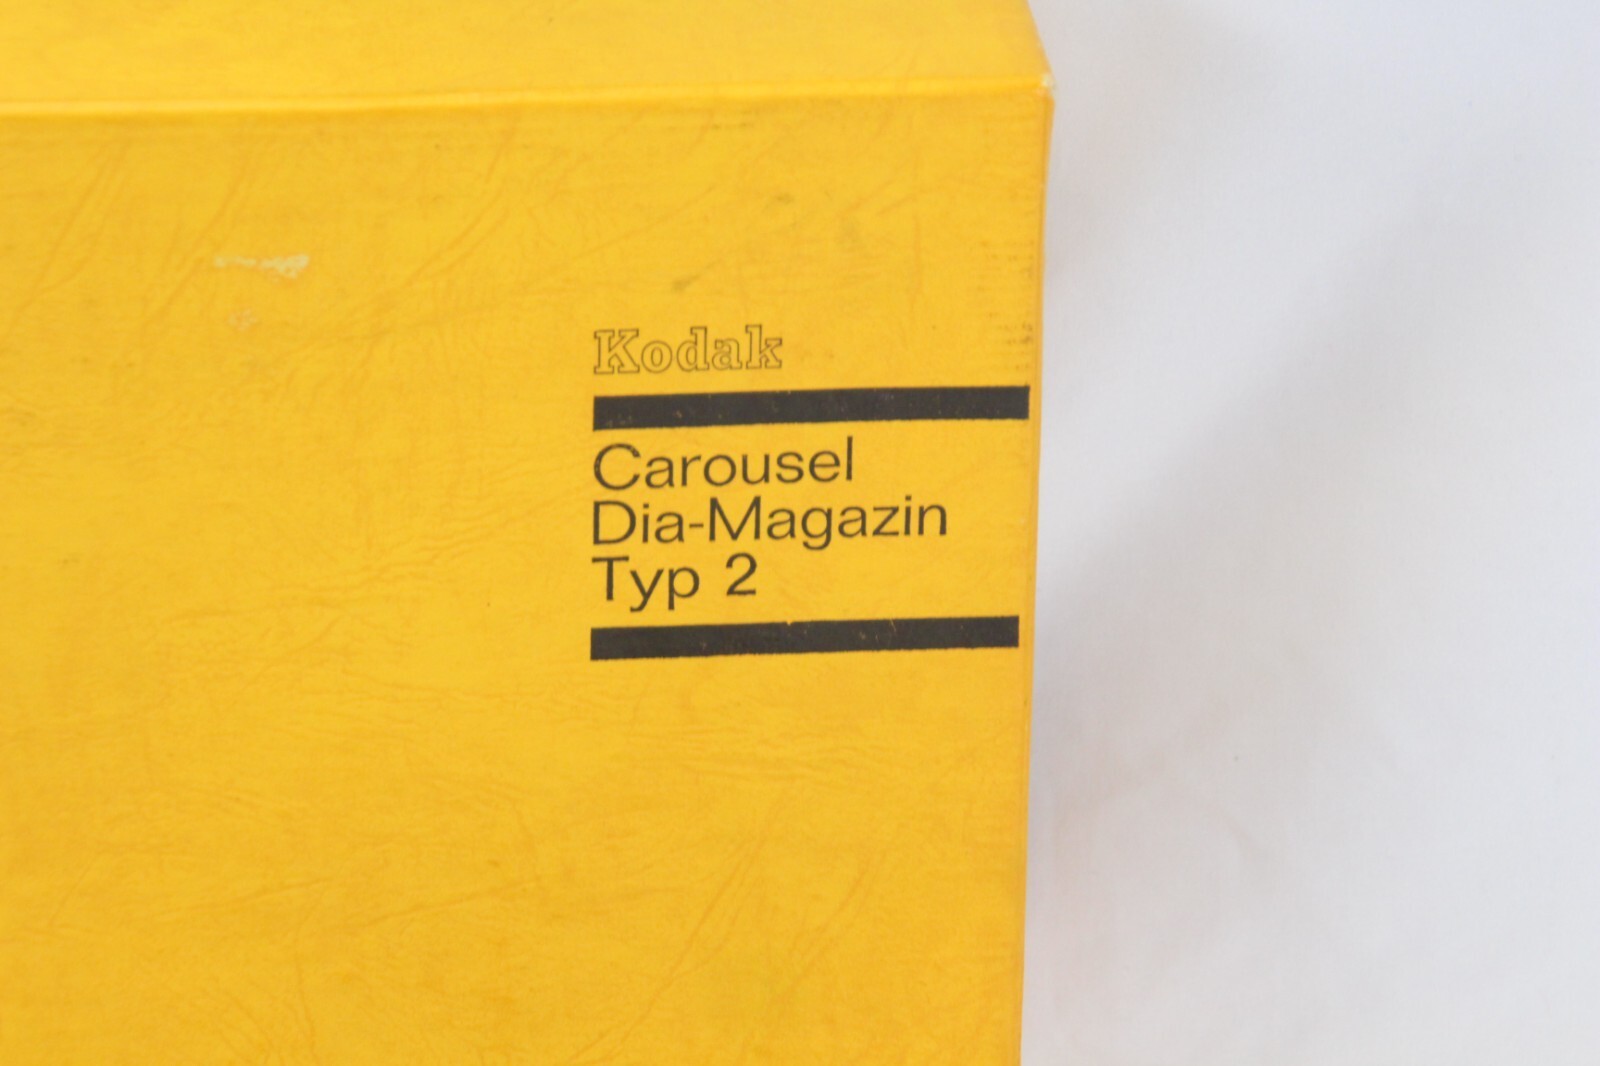 Kodak
Carousel
Dia-Magazin
Typ 2